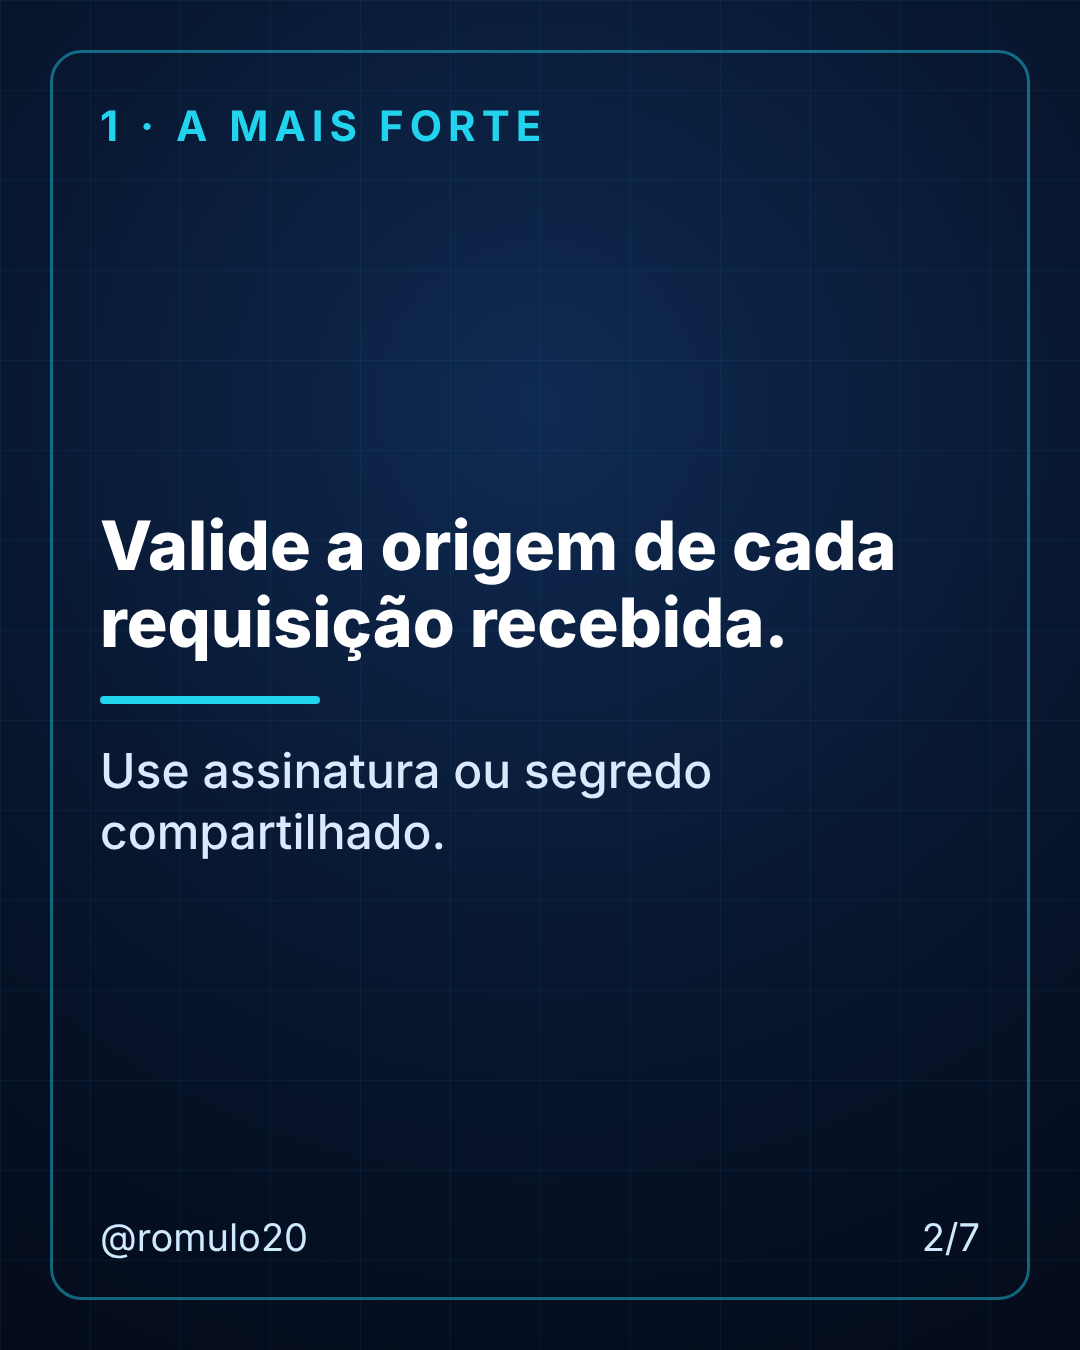 1 · A MAIS FORTE
Valide a origem de cada
requisição recebida.
Use assinatura ou segredo
compartilhado.
@romulo20
2/7